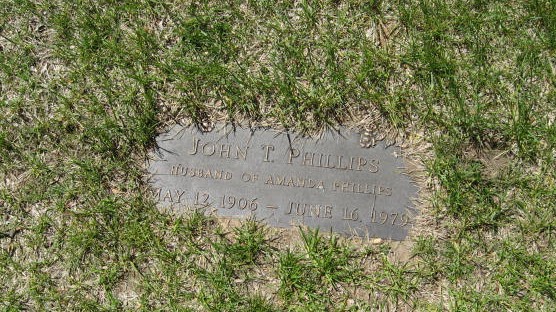 JOHN T. PHILLIPS
HUSBAND OF AMANDA PHILLIPS
MAY 12 1906 — JUNE 16, 1979